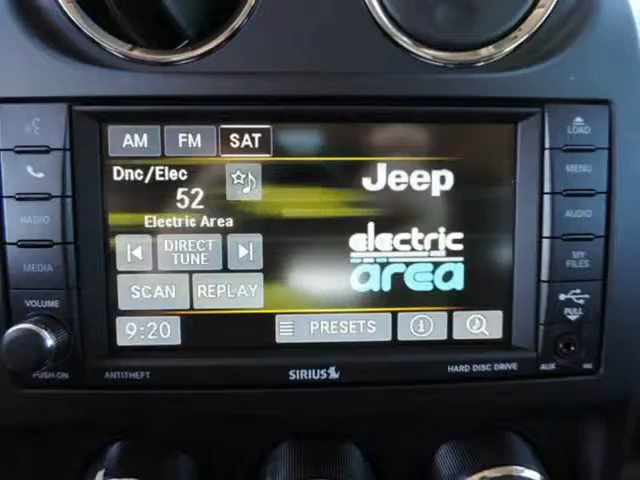 AM FM SAT
LOAD
Dnc/Elec
MENU
52
Jeep
RADIO
Electric Area
AUDIO
DIRECT TUNE
electric area
MEDIA
MY FILES
SCAN REPLAY
VOLUME
PULL
9:20
PRESETS
PUSH-ON
ANTITHEFT
SIRIUS
HARD DISC DRIVE
AUX